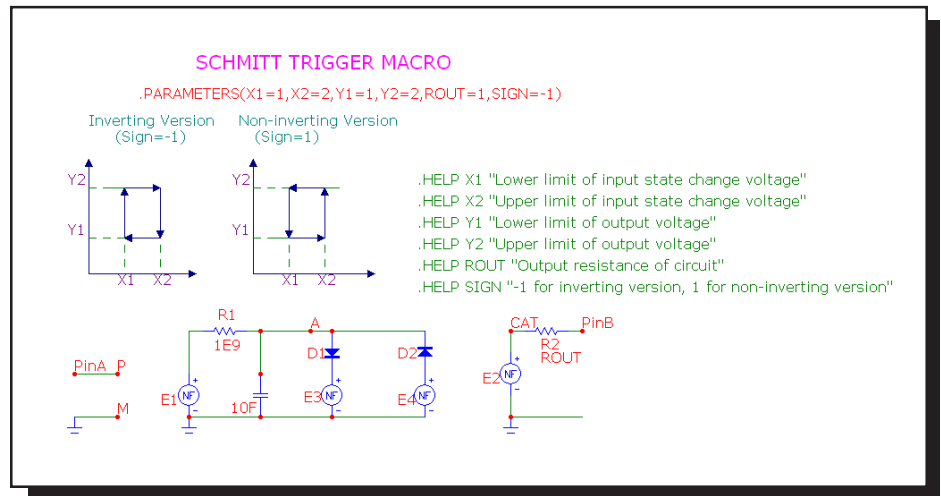 SCHMITT TRIGGER MACRO
.PARAMETERS(X1=1,X2=2,Y1=1,Y2=2,ROUT=1,SIGN=-1)
Inverting Version
(Sign=-1)
Non-inverting Version
(Sign=1)
Y2
Y1
X1
X2
Y2
Y1
X1
X2
.HELP X1 "Lower limit of input state change voltage"
.HELP X2 "Upper limit of input state change voltage"
.HELP Y1 "Lower limit of output voltage"
.HELP Y2 "Upper limit of output voltage"
.HELP ROUT "Output resistance of circuit"
.HELP SIGN "-1 for inverting version, 1 for non-inverting version"
PinA
P
M
R1
1E9
A
E1
NF
10F
D1
E3
NF
D2
E4
NF
CAT
PinB
R2
ROUT
E2
NF